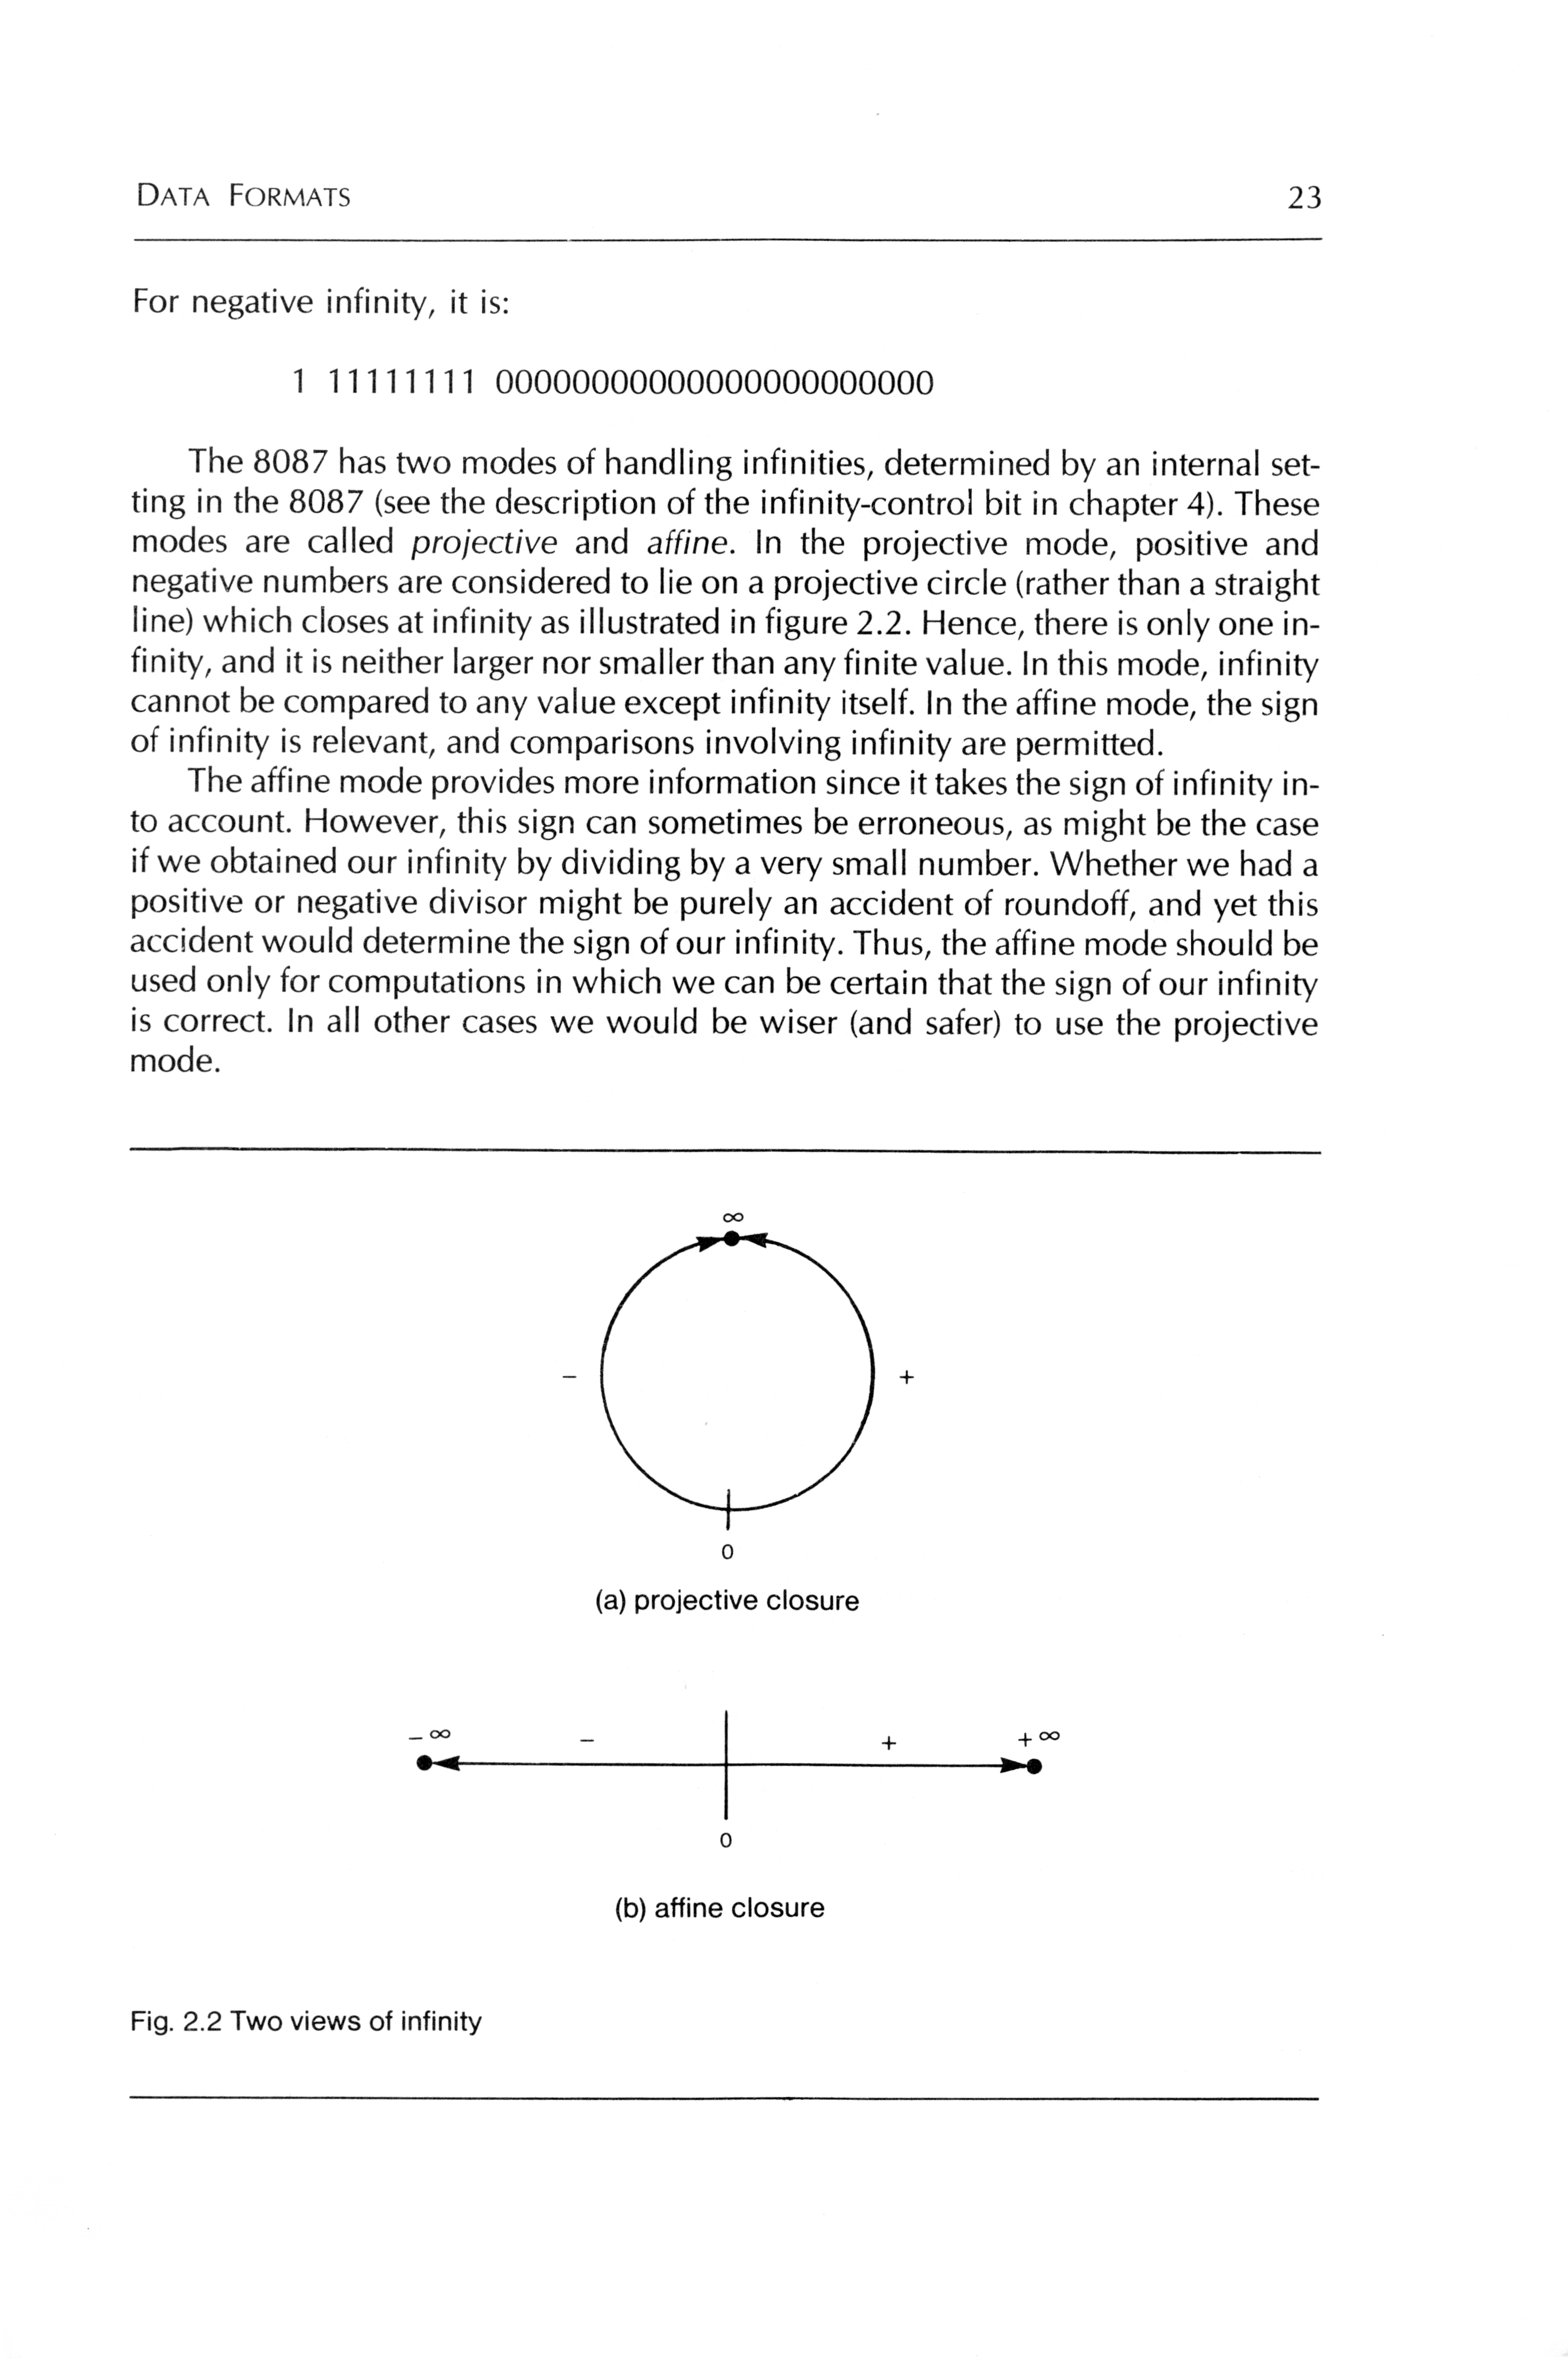 DATA FORMATS 23
For negative infinity, it is:
1 11111111 00000000000000000000000
The 8087 has two modes of handling infinities, determined by an internal set-
ting in the 8087 (see the description of the infinity-control bit in chapter 4). These
modes are called projective and affine. In the projective mode, positive and
negative numbers are considered to lie on a projective circle (rather than a straight
line) which closes at infinity as illustrated in figure 2.2. Hence, there is only one in-
finity, and it is neither larger nor smaller than any finite value. In this mode, infinity
cannot be compared to any value except infinity itself. In the affine mode, the sign
of infinity is relevant, and comparisons involving infinity are permitted.
The affine mode provides more information since it takes the sign of infinity in-
to account. However, this sign can sometimes be erroneous, as might be the case
if we obtained our infinity by dividing by a very small number. Whether we had a
positive or negative divisor might be purely an accident of roundoff, and yet this
accident would determine the sign of our infinity. Thus, the affine mode should be
used only for computations in which we can be certain that the sign of our infinity
is correct. In all other cases we would be wiser (and safer) to use the projective
mode.
∞
− +
0
(a) projective closure
− ∞ − + + ∞
0
(b) affine closure
Fig. 2.2 Two views of infinity